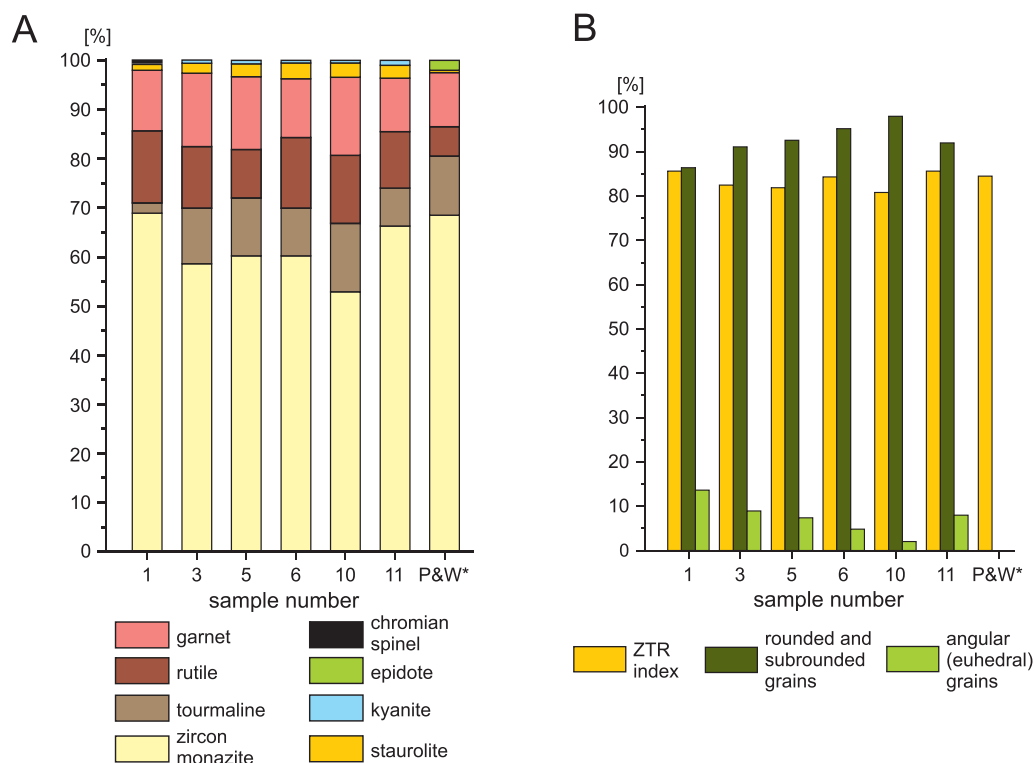 A
[%]
100
90
80
70
60
50
40
30
20
10
0
1 3 5 6 10 11 P&W*
sample number
garnet
rutile
tourmaline
zircon
monazite
chromian
spinel
epidote
kyanite
staurolite
B
[%]
100
90
80
70
60
50
40
30
20
10
0
1 3 5 6 10 11 P&W*
sample number
ZTR
index
rounded and
subrounded
grains
angular
(euhedral)
grains